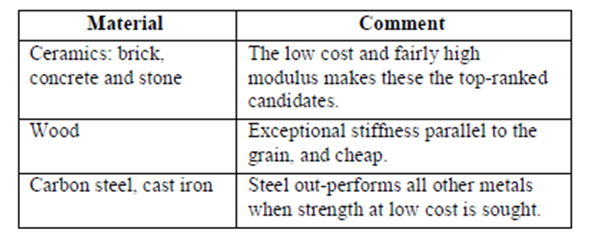 Material
Comment
Ceramics: brick,
concrete and stone
The low cost and fairly high
modulus makes these the top-ranked
candidates.
Wood
Exceptional stiffness parallel to the
grain, and cheap.
Carbon steel, cast iron
Steel out-performs all other metals
when strength at low cost is sought.